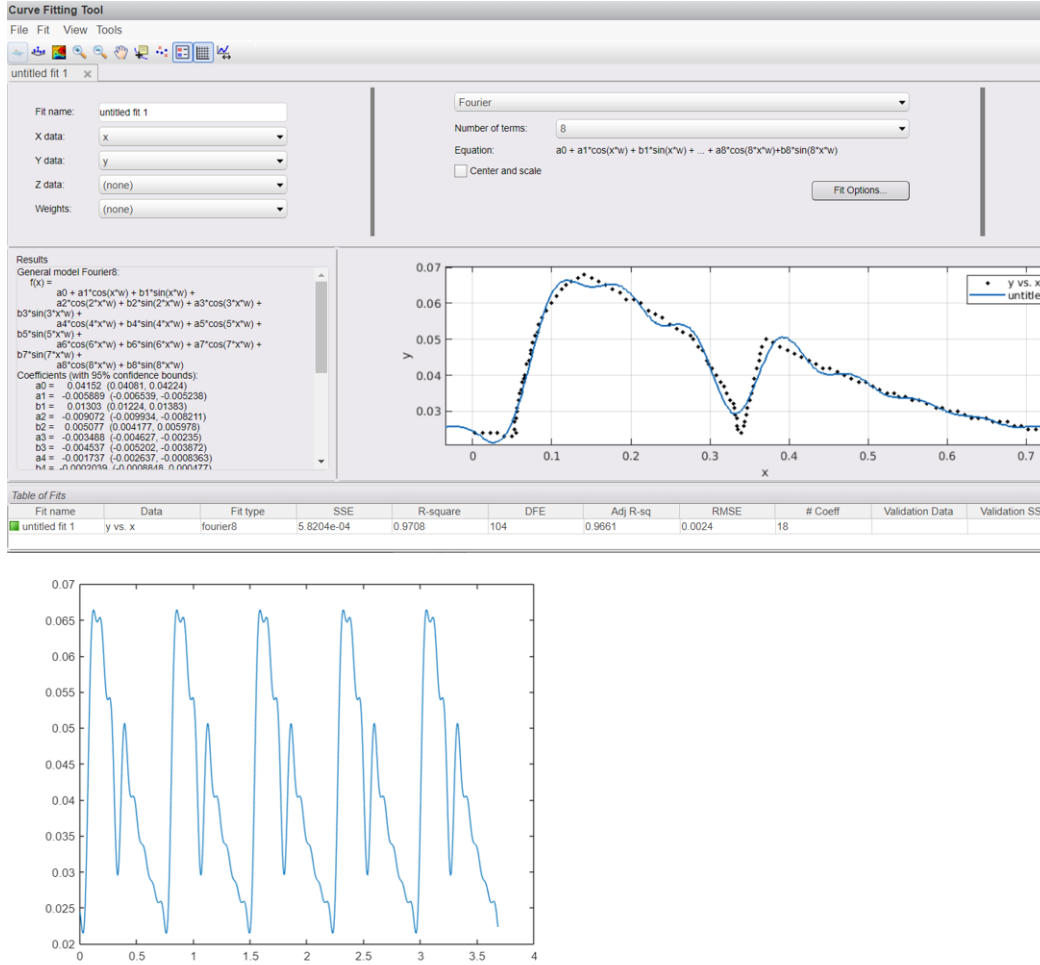 Curve Fitting Tool
File Fit View Tools
untitled fit 1
Fit name: untitled fit 1
X data: x
Y data: y
Z data: (none)
Weights: (none)
Fourier
Number of terms: 8
Equation: a0 + a1*cos(x*w) + b1*sin(x*w) + ... + a8*cos(8*x*w)+b8*sin(8*x*w)
Center and scale
Fit Options...
Results
General model Fourier8:
f(x) =
a0 + a1*cos(x*w) + b1*sin(x*w) +
a2*cos(2*x*w) + b2*sin(2*x*w) + a3*cos(3*x*w) +
b3*sin(3*x*w) +
a4*cos(4*x*w) + b4*sin(4*x*w) + a5*cos(5*x*w) +
b5*sin(5*x*w) +
a6*cos(6*x*w) + b6*sin(6*x*w) + a7*cos(7*x*w) +
b7*sin(7*x*w) +
a8*cos(8*x*w) + b8*sin(8*x*w)
Coefficients (with 95% confidence bounds):
a0 = 0.04152 (0.04081, 0.04224)
a1 = -0.005889 (-0.006539, -0.005238)
b1 = 0.01303 (0.01224, 0.01383)
a2 = -0.009072 (-0.009934, -0.008211)
b2 = 0.005077 (0.004177, 0.005978)
a3 = -0.003488 (-0.004627, -0.00235)
b3 = -0.004537 (-0.005202, -0.003872)
a4 = -0.001737 (-0.002637, -0.0008363)
b4 = -0.0002039 (-0.0008848, 0.000477)
0.07
0.06
0.05
0.04
0.03
y
0 0.1 0.2 0.3 0.4 0.5 0.6 0.7
x
y vs. x
untitle
Table of Fits
Fit name Data Fit type SSE R-square DFE Adj R-sq RMSE # Coeff Validation Data Validation SS
untitled fit 1 y vs. x fourier8 5.8204e-04 0.9708 104 0.9661 0.0024 18
0.07
0.065
0.06
0.055
0.05
0.045
0.04
0.035
0.03
0.025
0.02
0 0.5 1 1.5 2 2.5 3 3.5 4